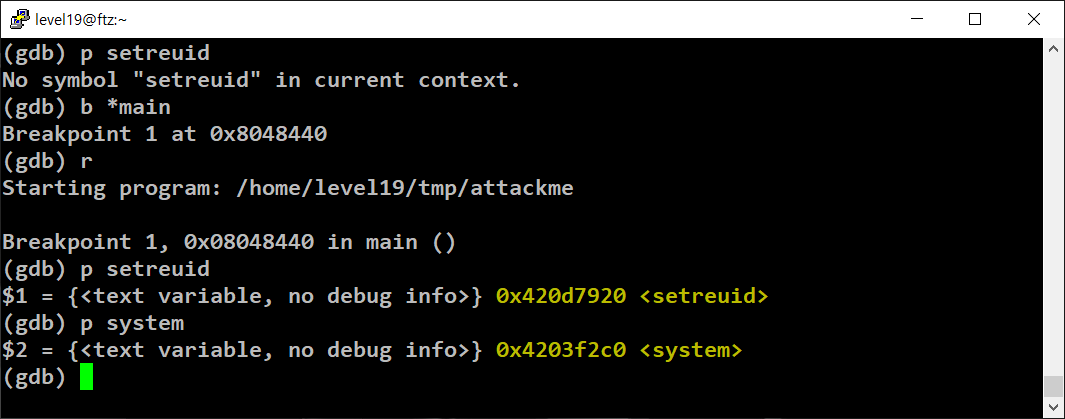 level19@ftz:~
(gdb) p setreuid
No symbol "setreuid" in current context.
(gdb) b *main
Breakpoint 1 at 0x8048440
(gdb) r
Starting program: /home/level19/tmp/attackme
Breakpoint 1, 0x08048440 in main ()
(gdb) p setreuid
$1 = {<text variable, no debug info>} 0x420d7920 <setreuid>
(gdb) p system
$2 = {<text variable, no debug info>} 0x4203f2c0 <system>
(gdb)